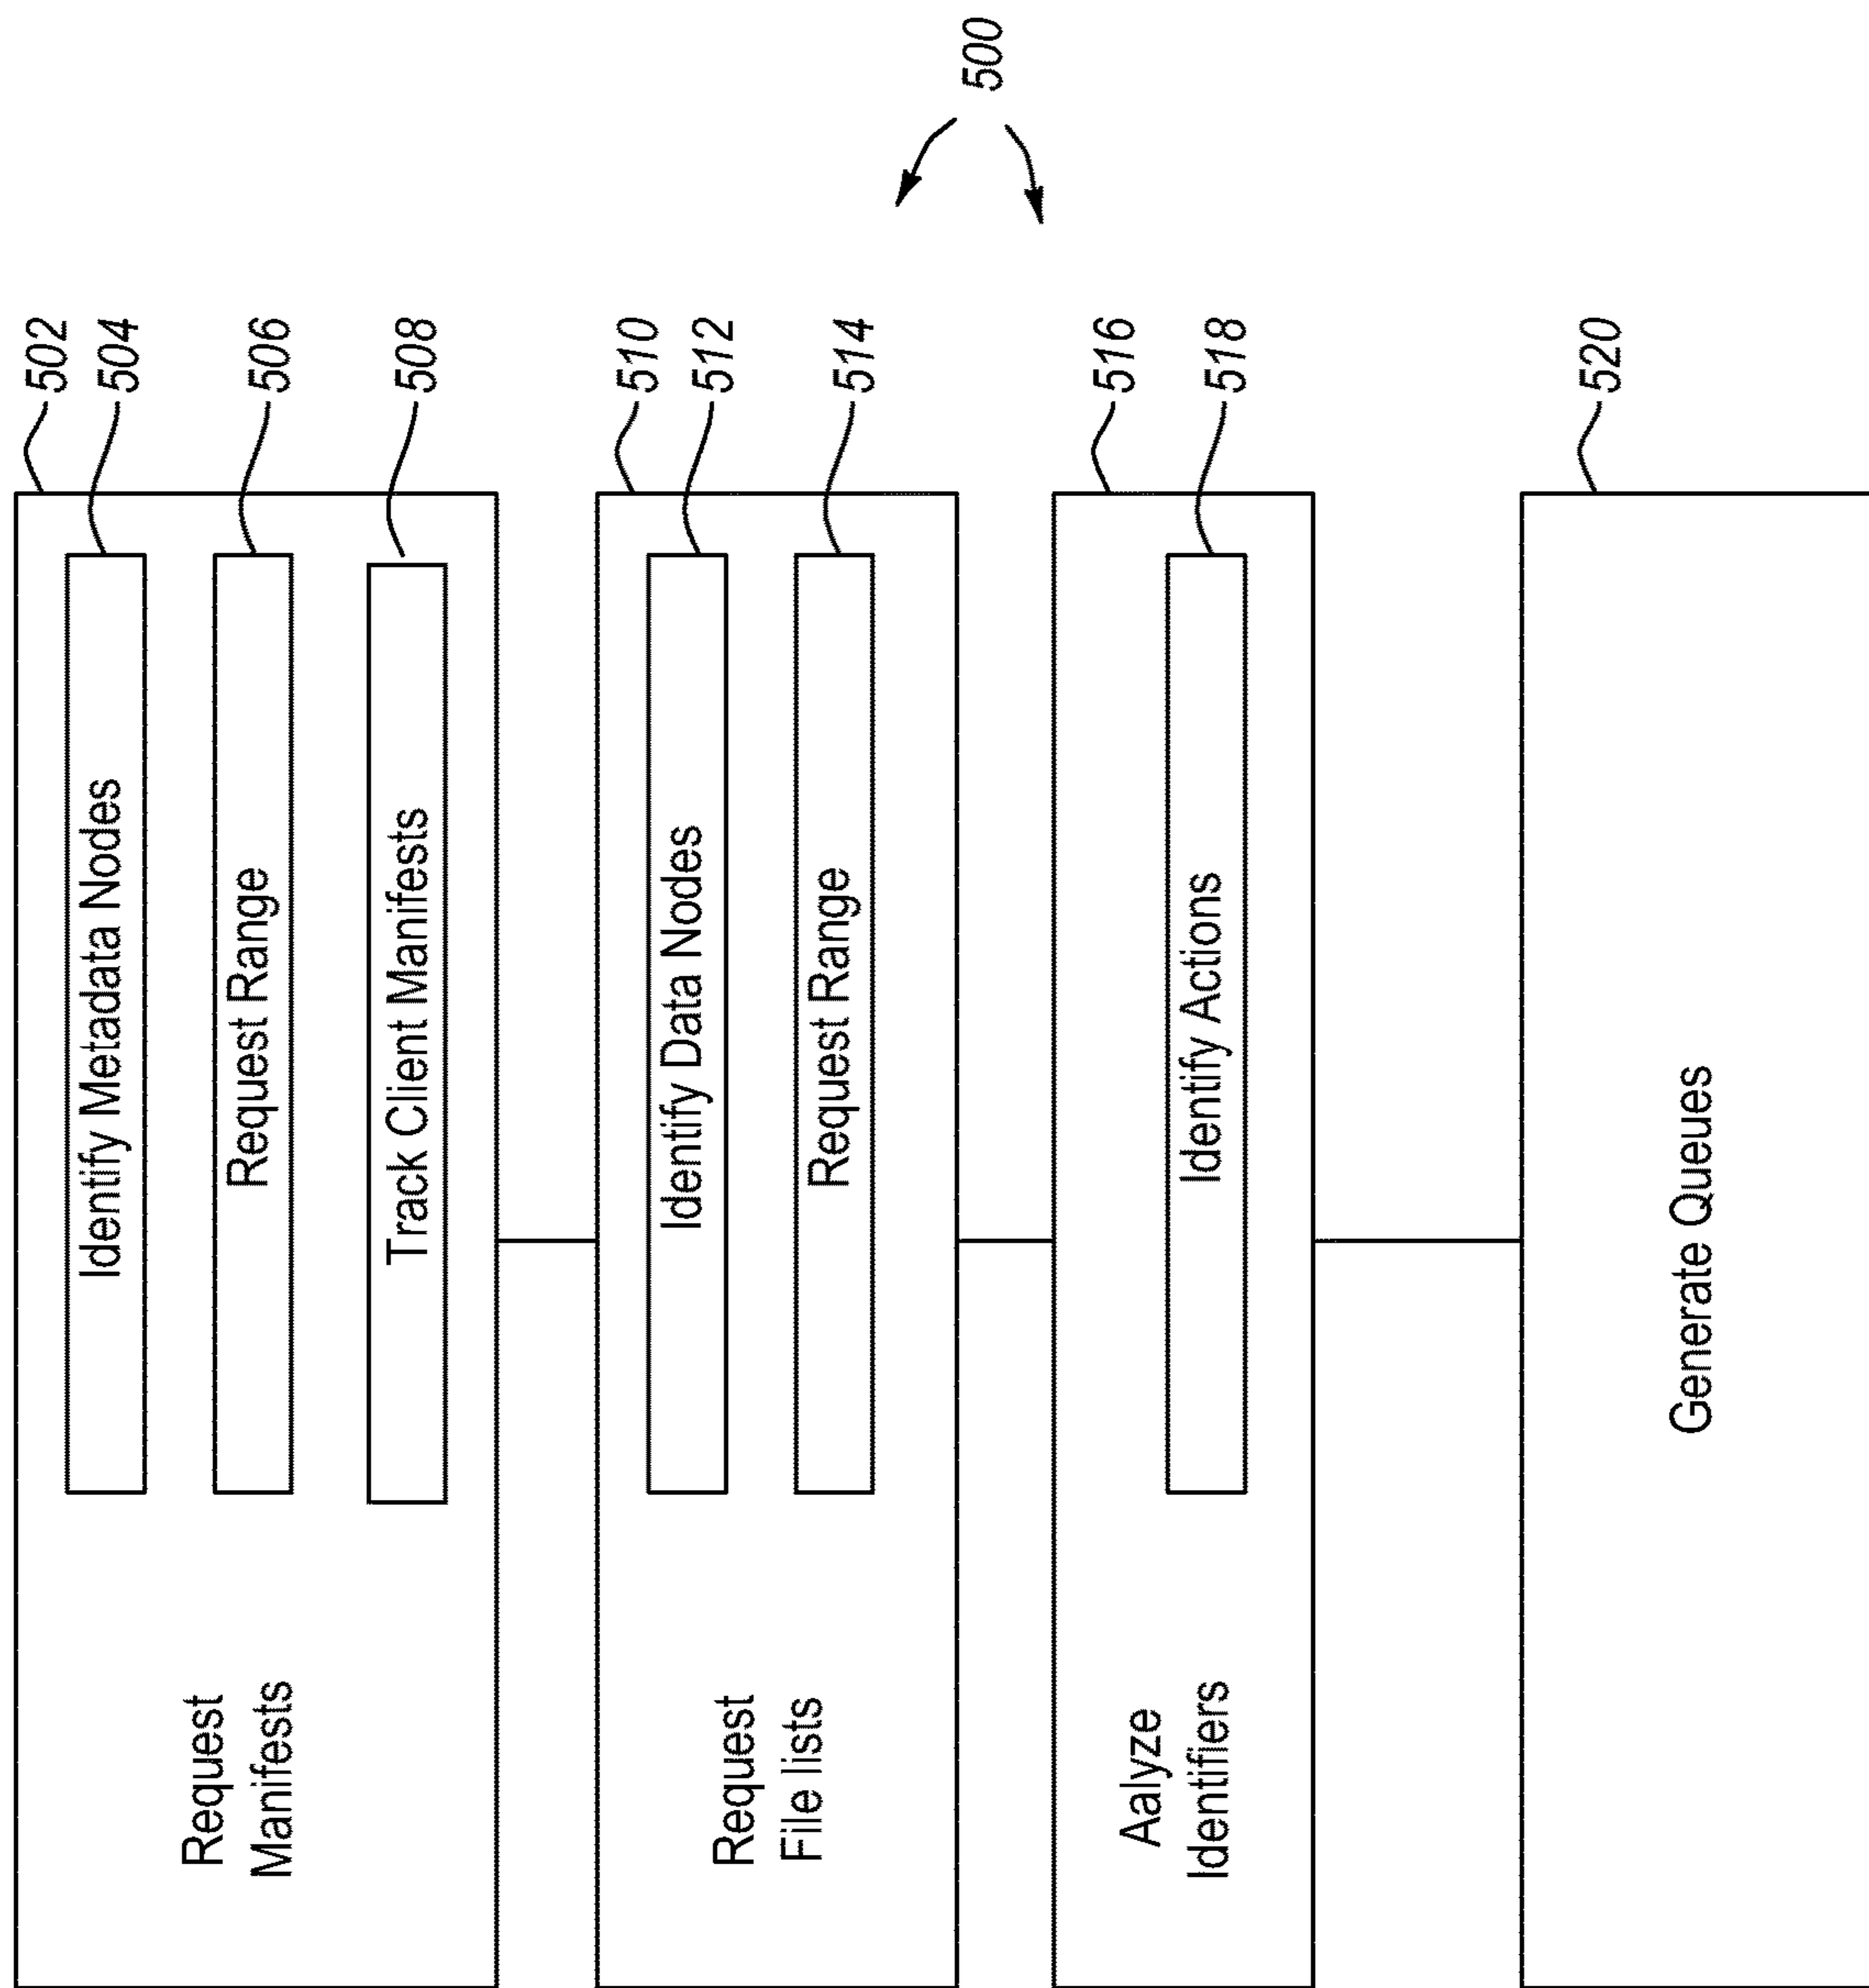 500
502
504
506
508
Request
Manifests
Identify Metadata Nodes
Request Range
Track Client Manifests
510
512
514
Request
File lists
Identify Data Nodes
Request Range
516
518
Aalyze
Identifiers
Identify Actions
520
Generate Queues